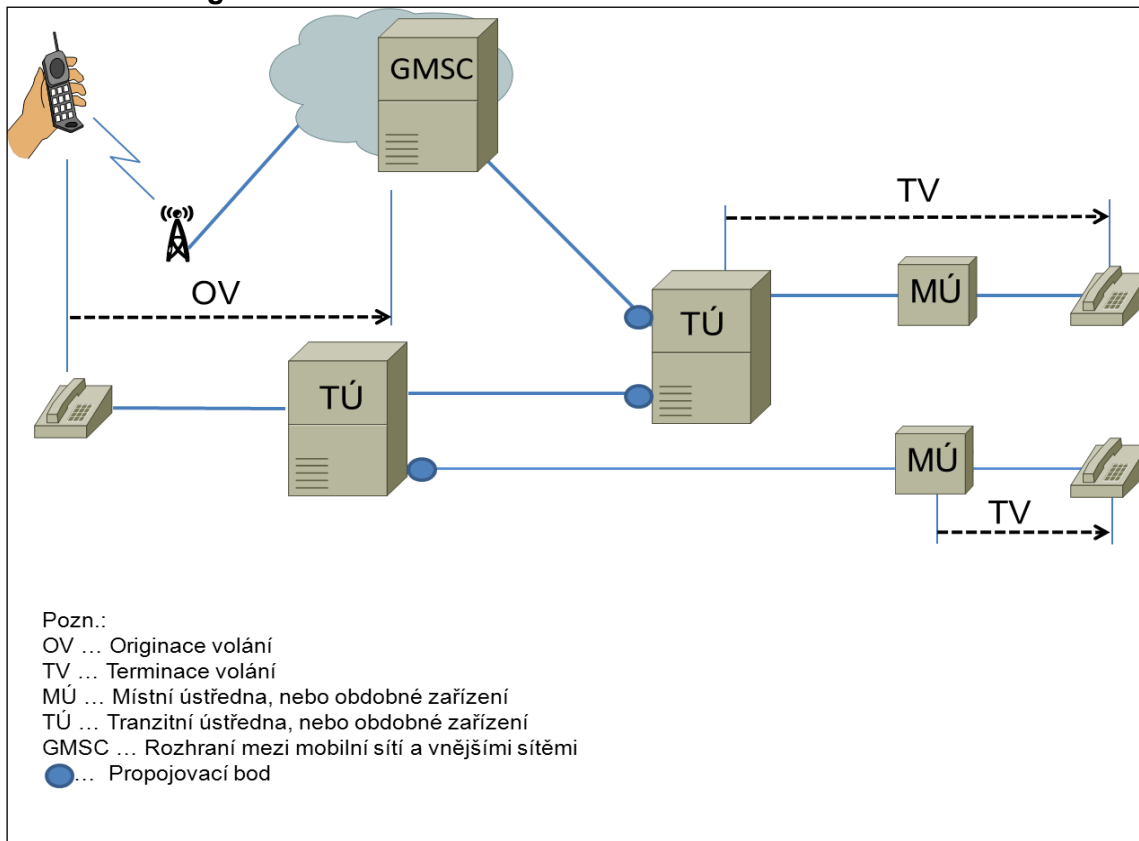 GMSC
TV
OV
TÚ
MÚ
TÚ
MÚ
TV
Pozn.:
OV … Originace volání
TV … Terminace volání
MÚ … Místní ústředna, nebo obdobné zařízení
TÚ … Tranzitní ústředna, nebo obdobné zařízení
GMSC … Rozhraní mezi mobilní sítí a vnějšími sítěmi
… Propojovací bod